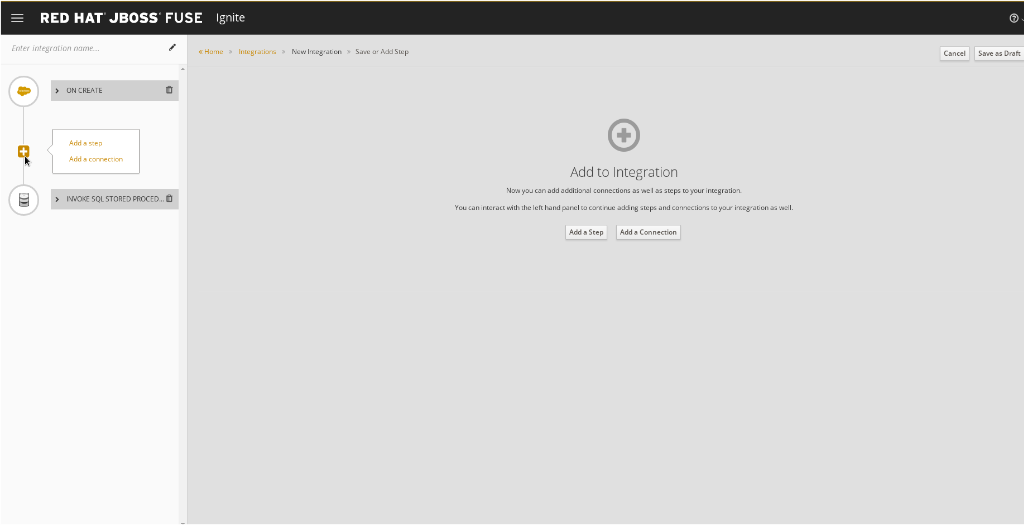 RED HAT® JBOSS® FUSE Ignite
Enter integration name...
« Home » Integrations » New Integration » Save or Add Step
Cancel Save as Draft
ON CREATE
Add a step
Add a connection
INVOKE SQL STORED PROCED...
Add to Integration
Now you can add additional connections as well as steps to your integration.
You can interact with the left hand panel to continue adding steps and connections to your integration as well.
Add a Step Add a Connection